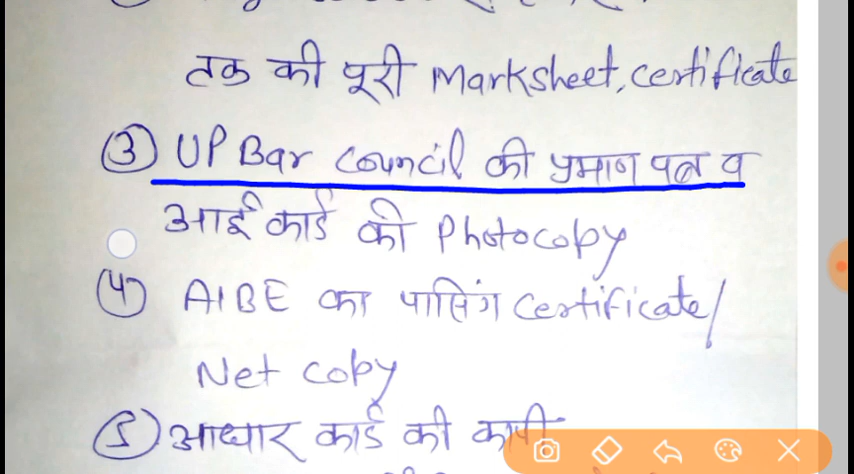 तक की पूरी Marksheet, certificate
③ UP Bar Council की प्रमाण पत्र व
आई कार्ड की Photocopy
④ AIBE का पासिंग Certificate/
Net copy
⑤ आधार कार्ड की कापी